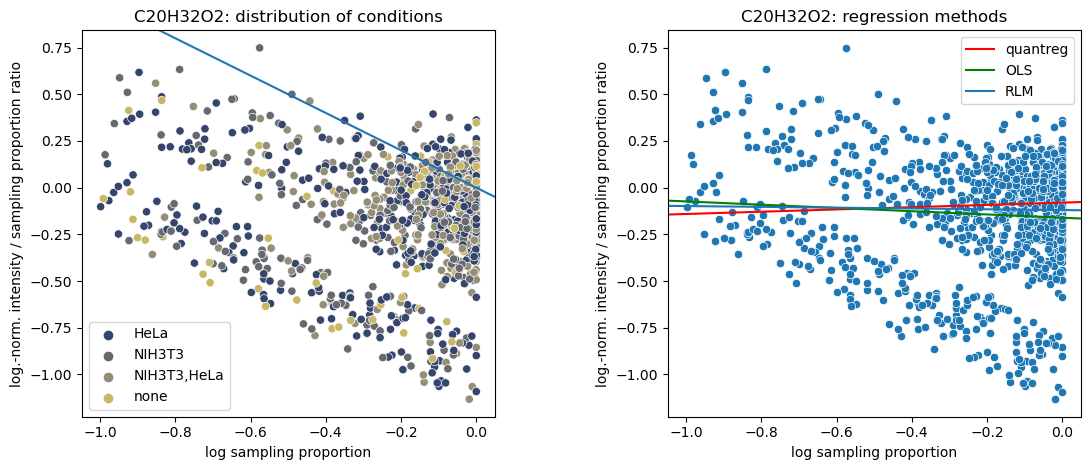 C20H32O2: distribution of conditions
log.-norm. intensity / sampling proportion ratio
0.75
0.50
0.25
0.00
−0.25
−0.50
−0.75
−1.00
HeLa
NIH3T3
NIH3T3,HeLa
none
−1.0
−0.8
−0.6
−0.4
−0.2
0.0
log sampling proportion
C20H32O2: regression methods
log.-norm. intensity / sampling proportion ratio
0.75
0.50
0.25
0.00
−0.25
−0.50
−0.75
−1.00
quantreg
OLS
RLM
−1.0
−0.8
−0.6
−0.4
−0.2
0.0
log sampling proportion